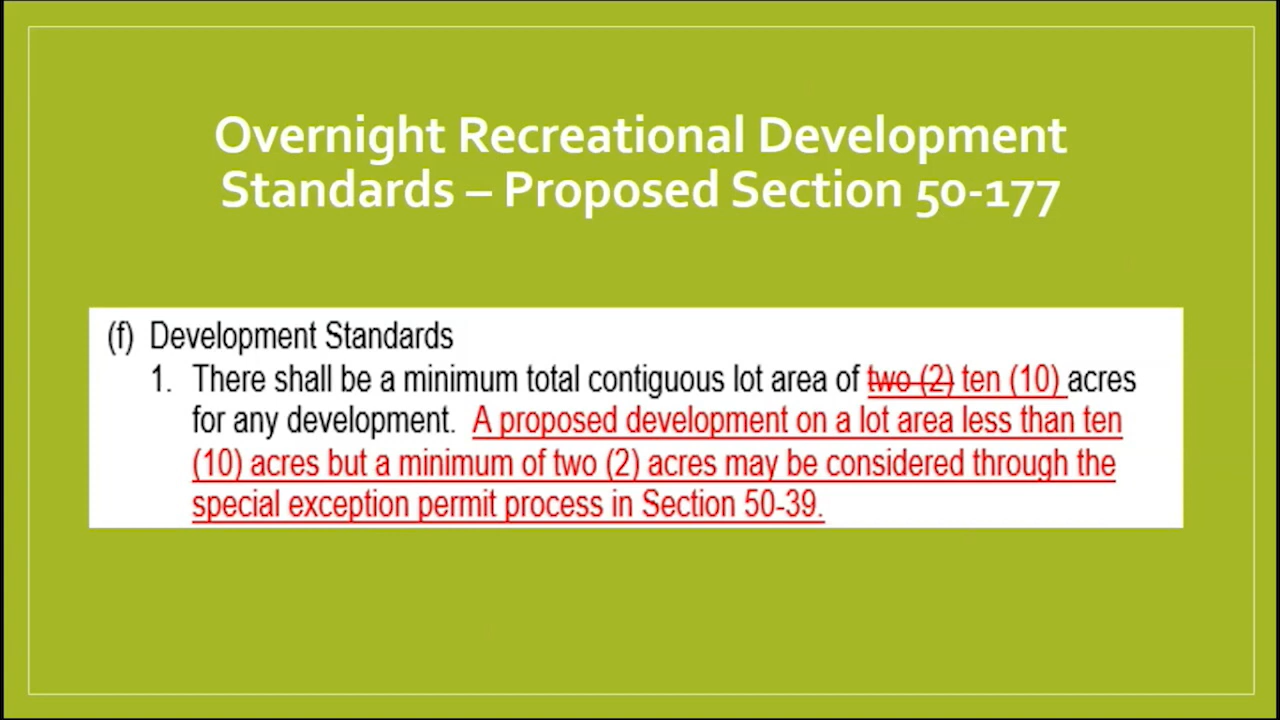 Overnight Recreational Development
Standards – Proposed Section 50-177
(f) Development Standards
1. There shall be a minimum total contiguous lot area of two (2) ten (10) acres
for any development. A proposed development on a lot area less than ten
(10) acres but a minimum of two (2) acres may be considered through the
special exception permit process in Section 50-39.